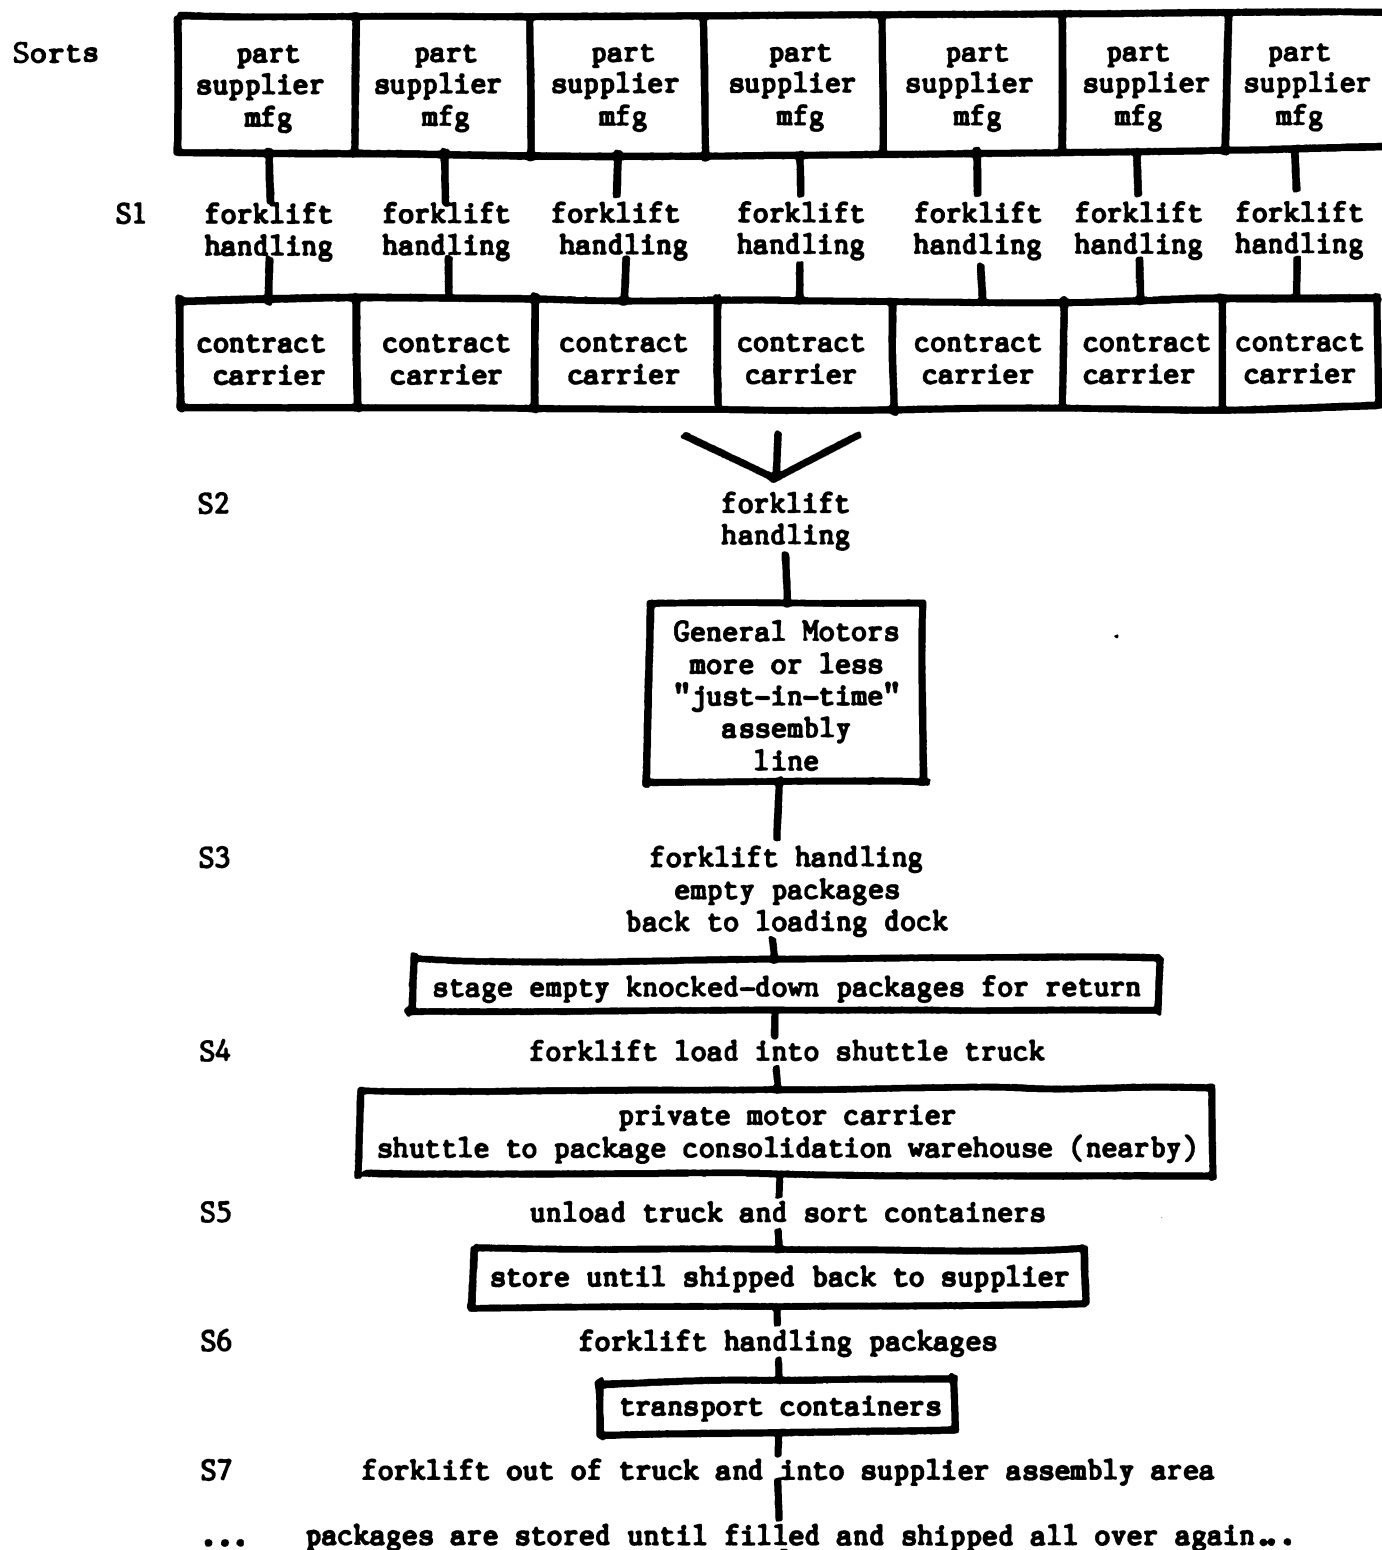 Sorts
part part part part part part part
supplier supplier supplier supplier supplier supplier supplier
mfg mfg mfg mfg mfg mfg mfg
S1 forklift forklift forklift forklift forklift forklift forklift
handling handling handling handling handling handling handling
contract contract contract contract contract contract contract
carrier carrier carrier carrier carrier carrier carrier
S2 forklift
handling
General Motors
more or less
"just-in-time"
assembly
line
S3 forklift handling
empty packages
back to loading dock
stage empty knocked-down packages for return
S4 forklift load into shuttle truck
private motor carrier
shuttle to package consolidation warehouse (nearby)
S5 unload truck and sort containers
store until shipped back to supplier
S6 forklift handling packages
transport containers
S7 forklift out of truck and into supplier assembly area
... packages are stored until filled and shipped all over again...